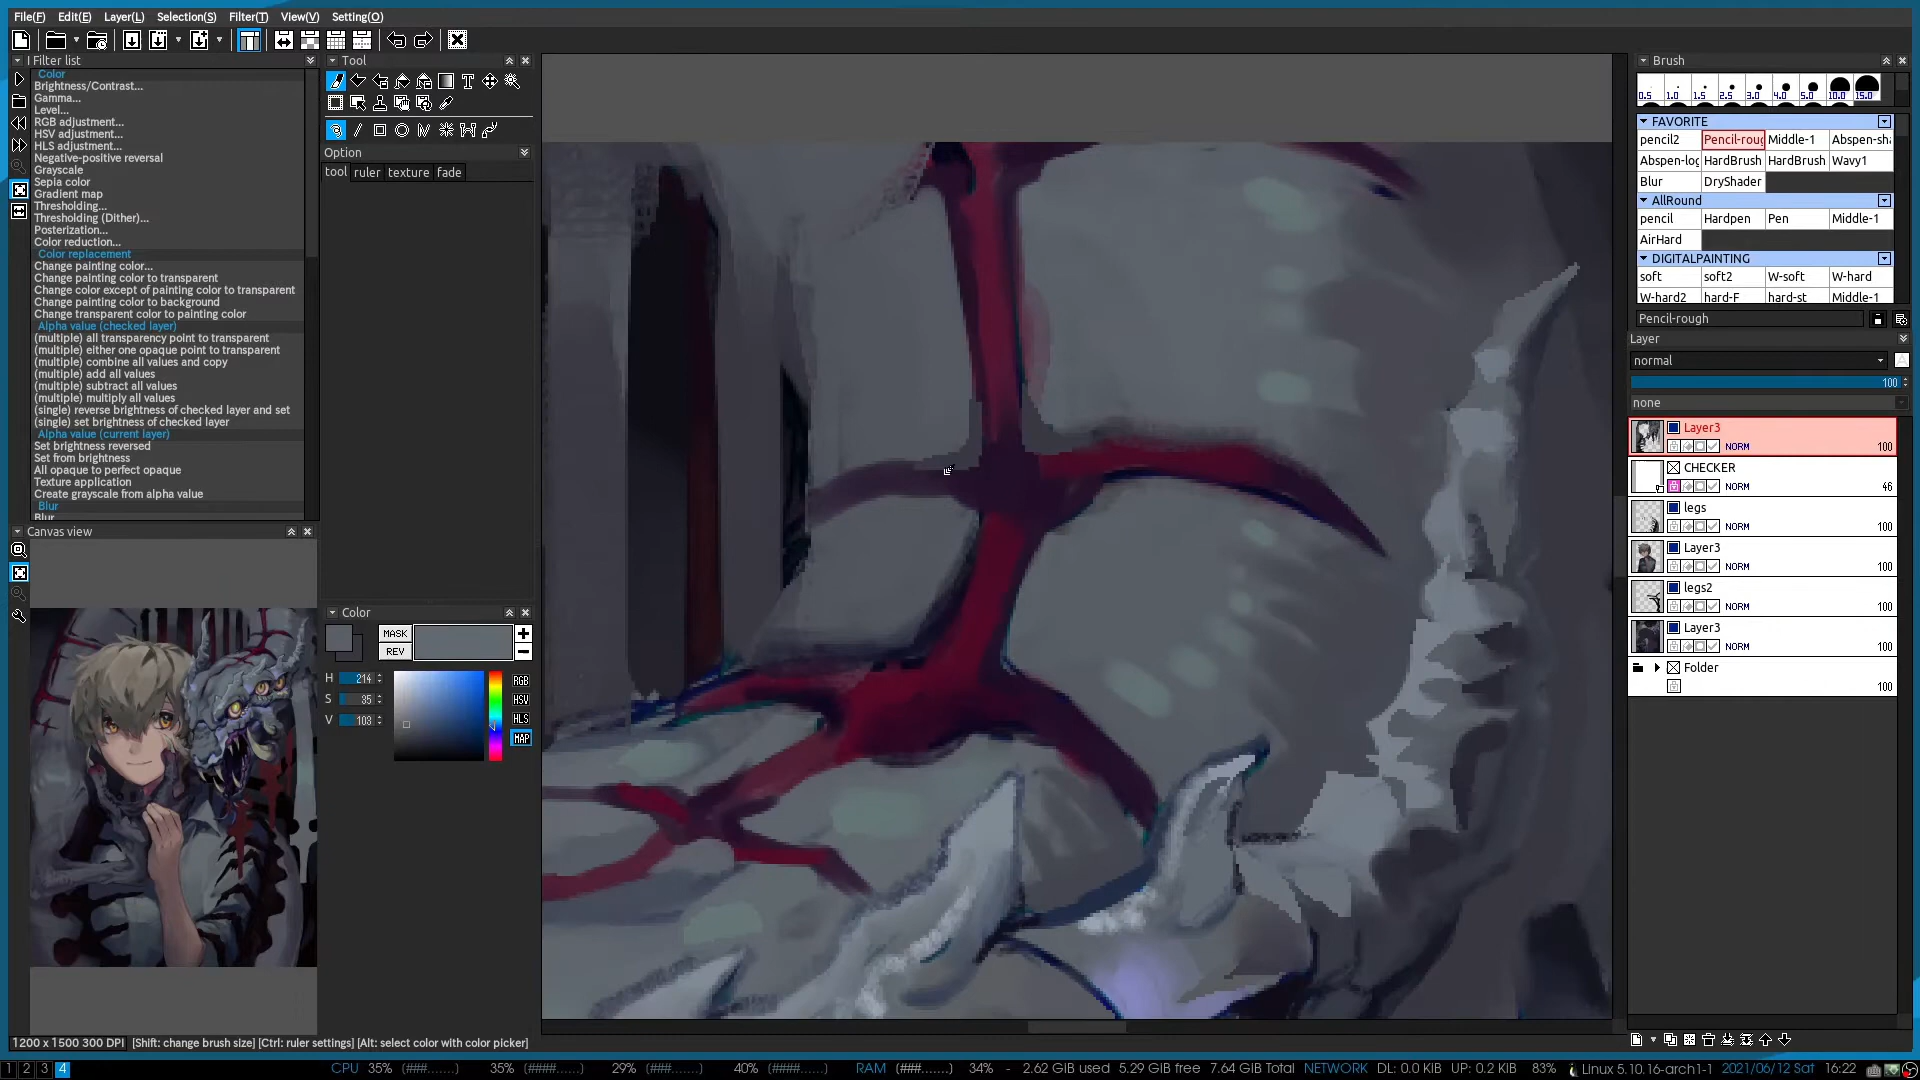 File(F) Edit(E) Layer(L) Selection(S) Filter(T) View(V) Setting(O)
Filter list
Color
Brightness/Contrast...
Gamma...
Level...
RGB adjustment...
HSV adjustment...
HLS adjustment...
Negative-positive reversal
Grayscale
Sepia color
Gradient map
Thresholding...
Thresholding (Dither)...
Posterization...
Color reduction...
Color replacement
Change painting color...
Change painting color to transparent
Change color except of painting color to transparent
Change painting color to background
Change transparent color to painting color
Alpha value (checked layer)
(multiple) all transparency point to transparent
(multiple) either one opaque point to transparent
(multiple) combine all values and copy
(multiple) add all values
(multiple) subtract all values
(multiple) multiply all values
(single) reverse brightness of checked layer and set
(single) set brightness of checked layer
Alpha value (current layer)
Set brightness reversed
Set from brightness
All opaque to perfect opaque
Texture application
Create grayscale from alpha value
Blur
Blur
Canvas view
Tool
Option
tool ruler texture fade
Color
MASK
REV
H 214
S 35
V 103
RGB
HSV
HLS
MAP
Brush
0.5 1.0 1.5 2.5 3.0 4.0 5.0 10.0 15.0
FAVORITE
pencil2 Pencil-roug Middle-1 Abspen-sha
Abspen-log HardBrush HardBrush Wavy1
Blur DryShader
AllRound
pencil Hardpen Pen Middle-1
AirHard
DIGITALPAINTING
soft soft2 W-soft W-hard
W-hard2 hard-F hard-st Middle-1
Pencil-rough
Layer
normal
100
none
Layer3
NORM 100
CHECKER
NORM 46
legs
NORM 100
Layer3
NORM 100
legs2
NORM 100
Layer3
NORM 100
Folder
100
1200 x 1500 300 DPI [Shift: change brush size] [Ctrl: ruler settings] [Alt: select color with color picker]
1 2 3 4 CPU 35% (###......) 35% (####.....) 29% (###......) 40% (####.....) RAM (###......) 34% - 2.62 GIB used 5.29 GIB free 7.64 GIB Total NETWORK DL: 0.0 KIB UP: 0.2 KIB 83% Linux 5.10.16-arch1-1 2021/06/12 Sat 16:22